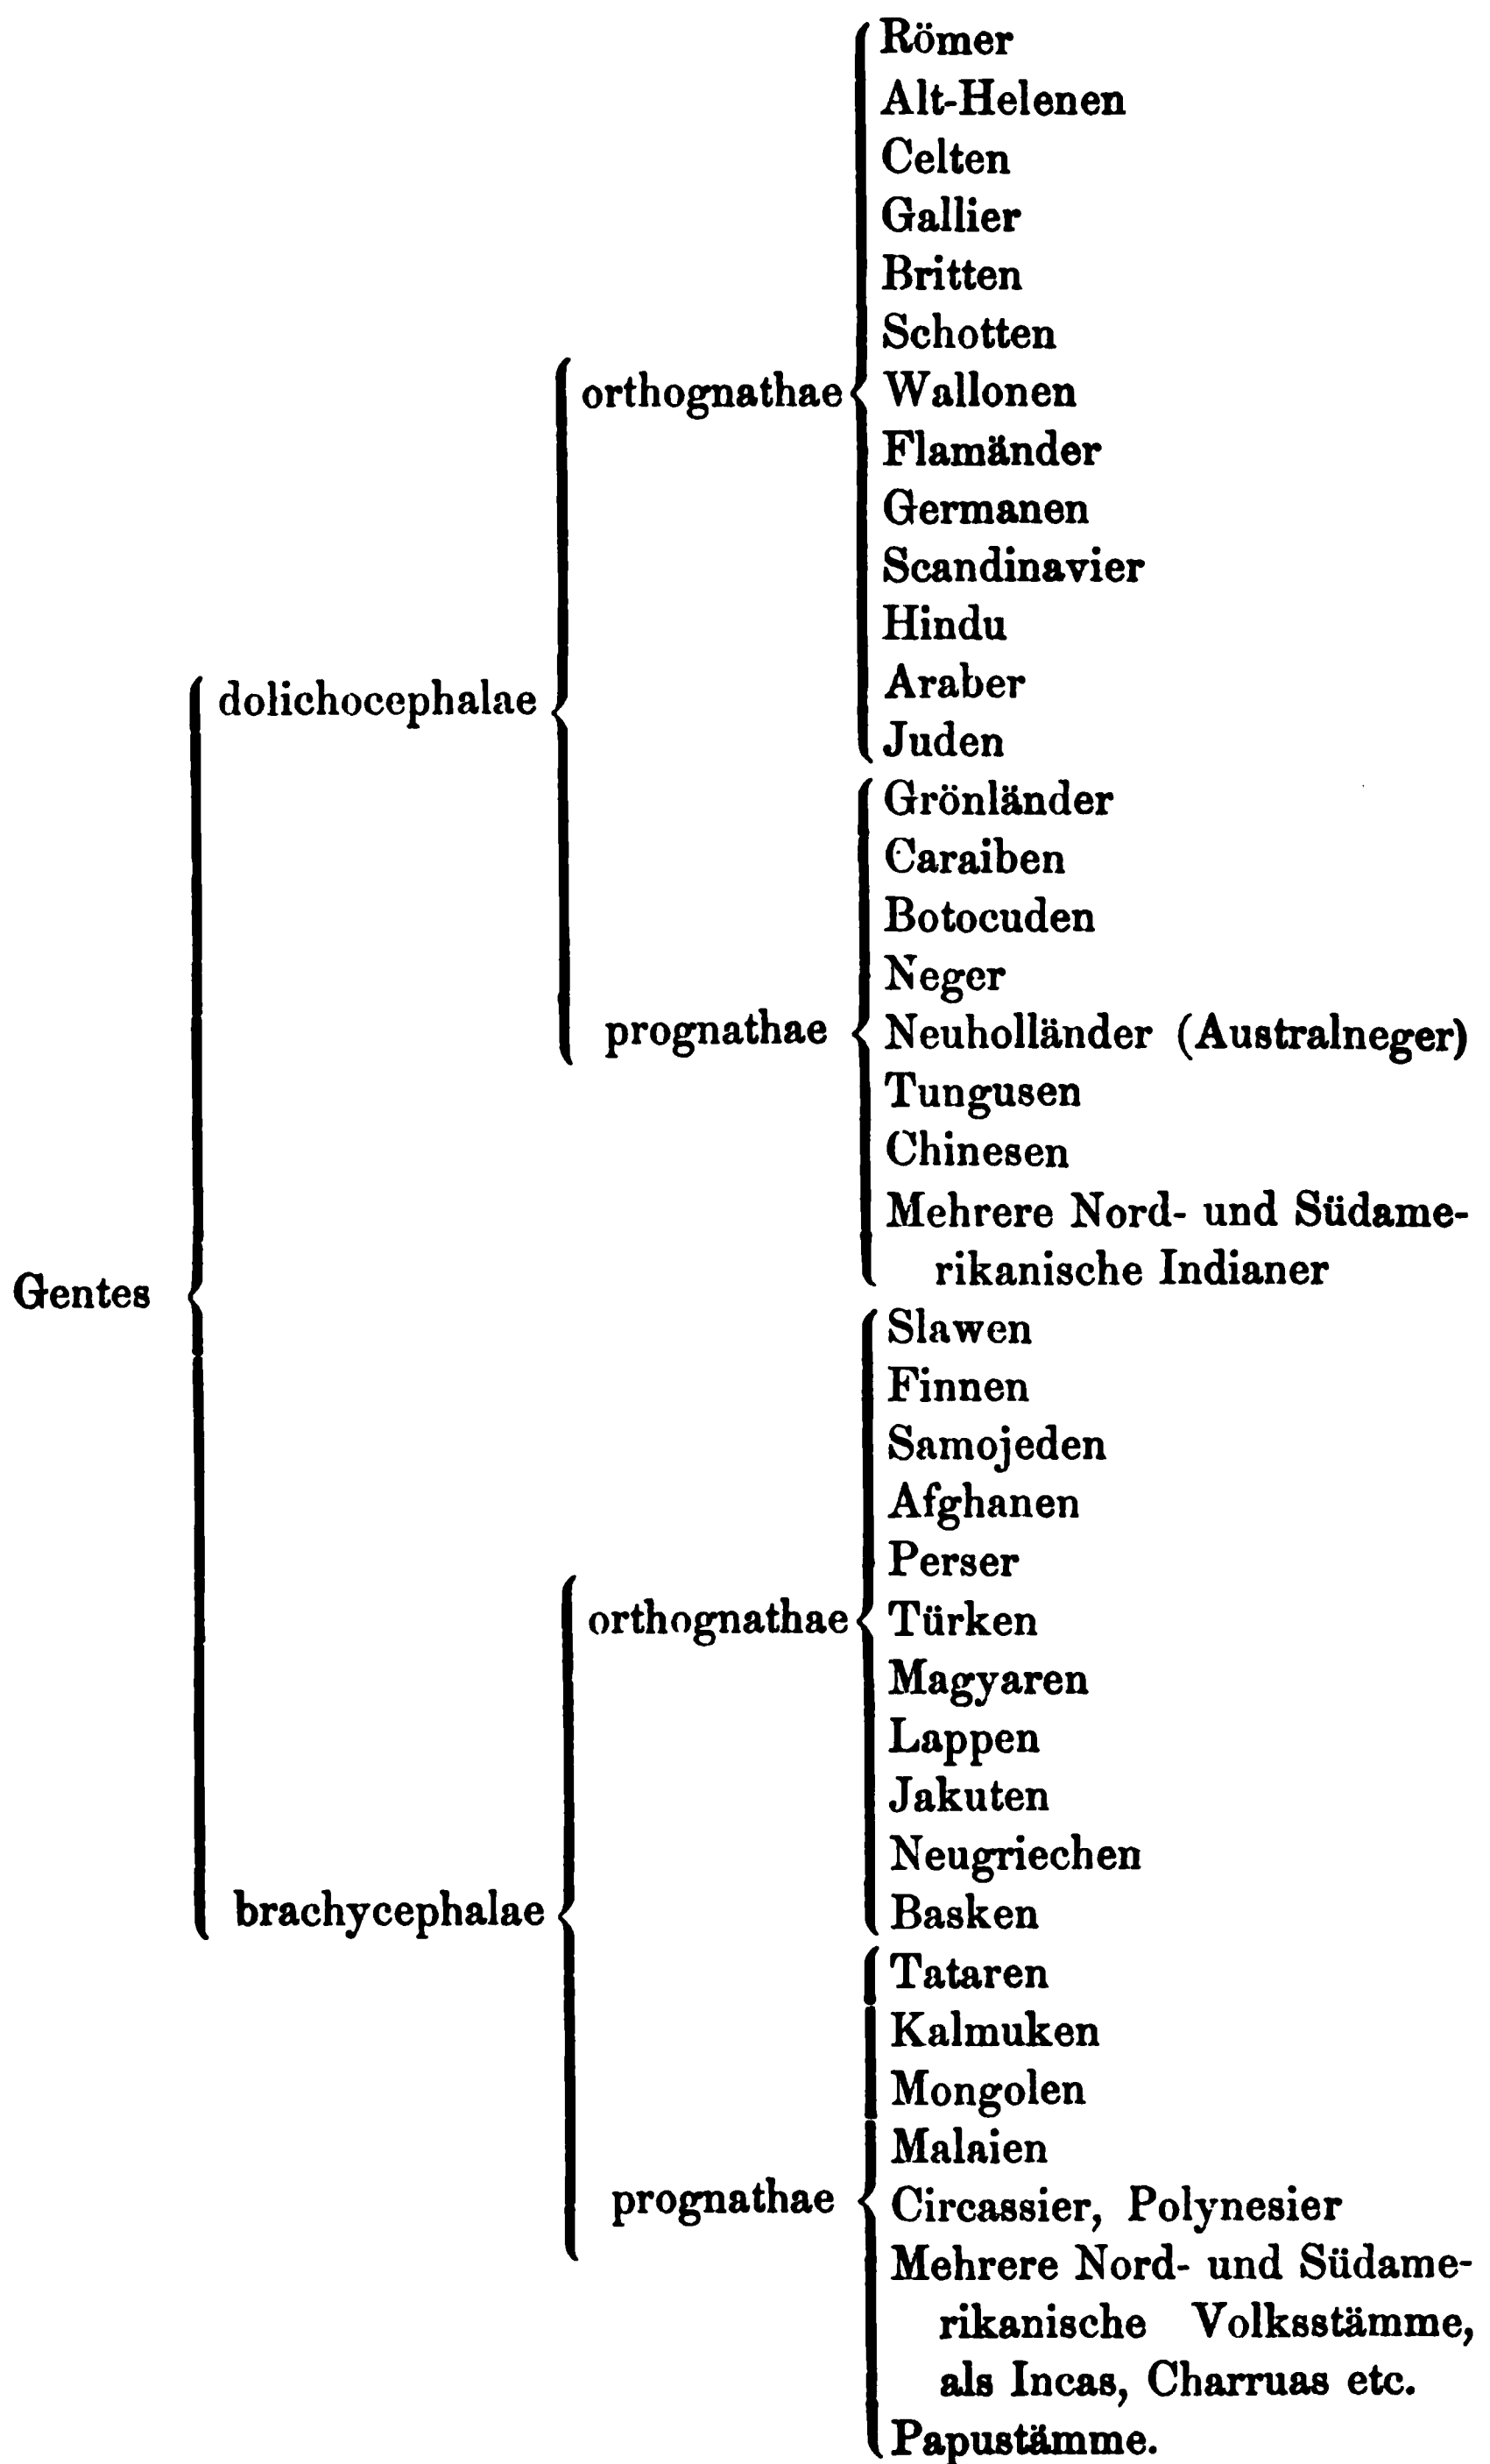 Römer
Alt-Helenen
Celten
Gallier
Britten
Schotten
orthognathae Wallonen
Flamänder
Germanen
Scandinavier
Hindu
dolichocephalae Araber
Juden
Grönländer
Caraiben
Botocuden
Neger
prognathae Neuholländer (Australneger)
Tungusen
Chinesen
Mehrere Nord- und Südame-
rikanische Indianer
Gentes
Slawen
Finnen
Samojeden
Afghanen
Perser
orthognathae Türken
Magyaren
Lappen
Jakuten
Neugriechen
brachycephalae Basken
Tataren
Kalmuken
Mongolen
Malaien
prognathae Circassier, Polynesier
Mehrere Nord- und Südame-
rikanische Volksstämme,
als Incas, Charruas etc.
Papustämme.